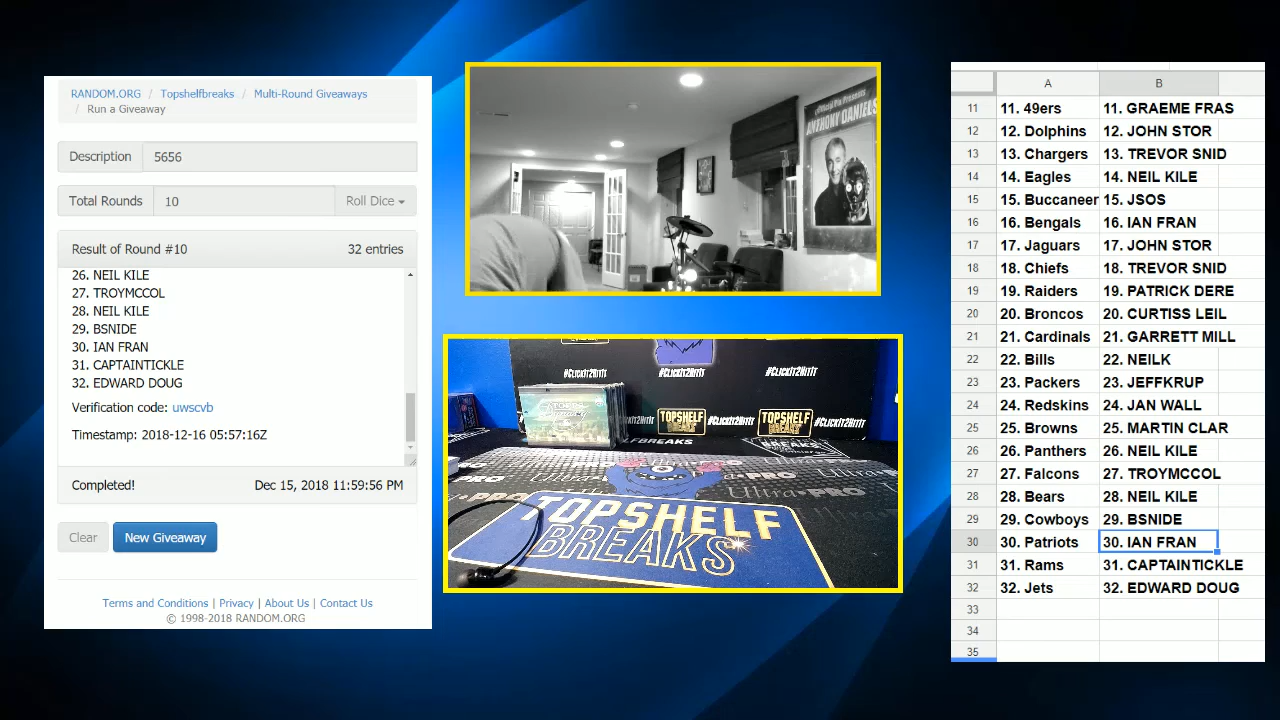 RANDOM.ORG / Topshelfbreaks / Multi-Round Giveaways
/ Run a Giveaway
Description 5656
Total Rounds 10 Roll Dice
Result of Round #10 32 entries
26. NEIL KILE
27. TROYMCCOL
28. NEIL KILE
29. BSNIDE
30. IAN FRAN
31. CAPTAINTICKLE
32. EDWARD DOUG
Verification code: uwscvb
Timestamp: 2018-12-16 05:57:16Z
Completed! Dec 15, 2018 11:59:56 PM
Clear New Giveaway
Terms and Conditions | Privacy | About Us | Contact Us
© 1998-2018 RANDOM.ORG
ANTHONY DANIELS
#CLICKIT2HITIT
#CLICKIT2HITIT
TOPSHELF
BREAKS
TOPSHELF
BREAKS
#CLICKIT2HITIT
#CLICKIT2HITIT
FBREAKS
Ultra PRO
TOPSHELF
BREAKS
A B
11 11. 49ers 11. GRAEME FRAS
12 12. Dolphins 12. JOHN STOR
13 13. Chargers 13. TREVOR SNID
14 14. Eagles 14. NEIL KILE
15 15. Buccaneer 15. JSOS
16 16. Bengals 16. IAN FRAN
17 17. Jaguars 17. JOHN STOR
18 18. Chiefs 18. TREVOR SNID
19 19. Raiders 19. PATRICK DERE
20 20. Broncos 20. CURTISS LEIL
21 21. Cardinals 21. GARRETT MILL
22 22. Bills 22. NEILK
23 23. Packers 23. JEFFKRUP
24 24. Redskins 24. JAN WALL
25 25. Browns 25. MARTIN CLAR
26 26. Panthers 26. NEIL KILE
27 27. Falcons 27. TROYMCCOL
28 28. Bears 28. NEIL KILE
29 29. Cowboys 29. BSNIDE
30 30. Patriots 30. IAN FRAN
31 31. Rams 31. CAPTAINTICKLE
32 32. Jets 32. EDWARD DOUG
33
34
35